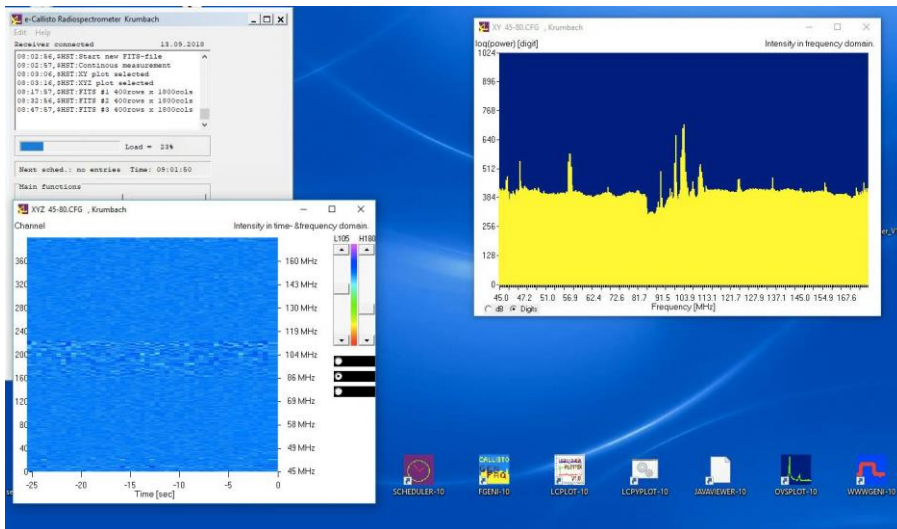 e-Callisto Radiospectrometer Krumbach
Edit Help
Receiver connected 13.09.2018
08:02:56,$HST:Start new FITS-file
08:02:57,$HST:Continous measurement
08:03:06,$HST:XY plot selected
08:03:16,$HST:XYZ plot selected
08:17:57,$HST:FITS #1 400rows x 1800cols
08:32:56,$HST:FITS #2 400rows x 1800cols
08:47:57,$HST:FITS #3 400rows x 1800cols
Load = 23%
Next sched.: no entries Time: 09:01:50
Main functions
XYZ 45-80.CFG , Krumbach
Channel Intensity in time- &frequency domain.
L105 H180
360 160 MHz
320 143 MHz
280 130 MHz
240 119 MHz
200 104 MHz
160 86 MHz
120 69 MHz
80 58 MHz
40 49 MHz
0 45 MHz
-25 -20 -15 -10 -5 0
Time [sec]
XY 45-80.CFG , Krumbach
log(power) [digit] Intensity in frequency domain.
1024
896
768
640
512
384
256
128
0
45.0 47.2 51.0 56.9 62.4 72.6 81.7 91.5 103.9 113.1 121.7 127.9 137.1 145.0 154.9 167.6
dB Digits Frequency [MHz]
er_V1
SCHEDULER-10
CALLISTO
FRQ
FGENI-10
LCPLOT-10
LCPYPLOT-10
JAVAVIEWER-10
OVSPLOT-10
WWWGENI-10